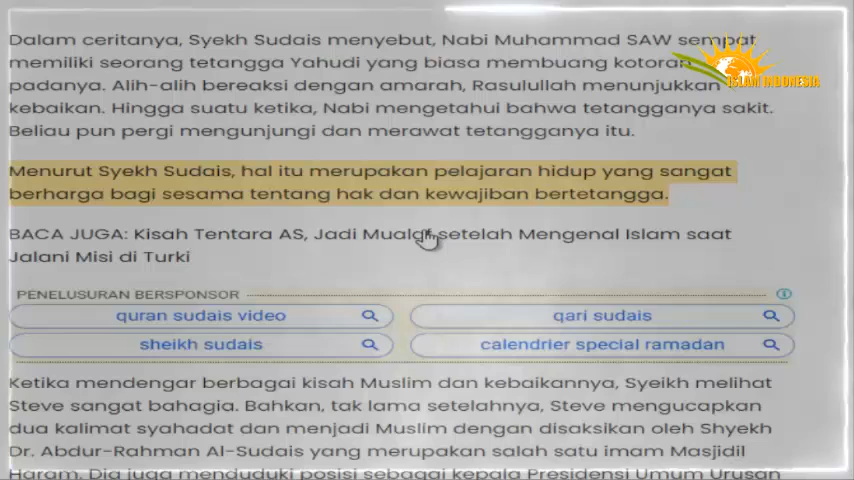 Dalam ceritanya, Syekh Sudais menyebut, Nabi Muhammad SAW sempat
memiliki seorang tetangga Yahudi yang biasa membuang kotoran
padanya. Alih-alih bereaksi dengan amarah, Rasulullah menunjukkan
ISLAM INDONESIA
kebaikan. Hingga suatu ketika, Nabi mengetahui bahwa tetangganya sakit.
Beliau pun pergi mengunjungi dan merawat tetangganya itu.
Menurut Syekh Sudais, hal itu merupakan pelajaran hidup yang sangat
berharga bagi sesama tentang hak dan kewajiban bertetangga.
BACA JUGA: Kisah Tentara AS, Jadi Mualaf setelah Mengenal Islam saat
Jalani Misi di Turki
PENELUSURAN BERSPONSOR
quran sudais video
qari sudais
sheikh sudais
calendrier special ramadan
Ketika mendengar berbagai kisah Muslim dan kebaikannya, Syeikh melihat
Steve sangat bahagia. Bahkan, tak lama setelahnya, Steve mengucapkan
dua kalimat syahadat dan menjadi Muslim dengan disaksikan oleh Shyekh
Dr. Abdur-Rahman Al-Sudais yang merupakan salah satu imam Masjidil
Haram. Dia juga menduduki posisi sebagai kepala Presidensi Umum Urusan